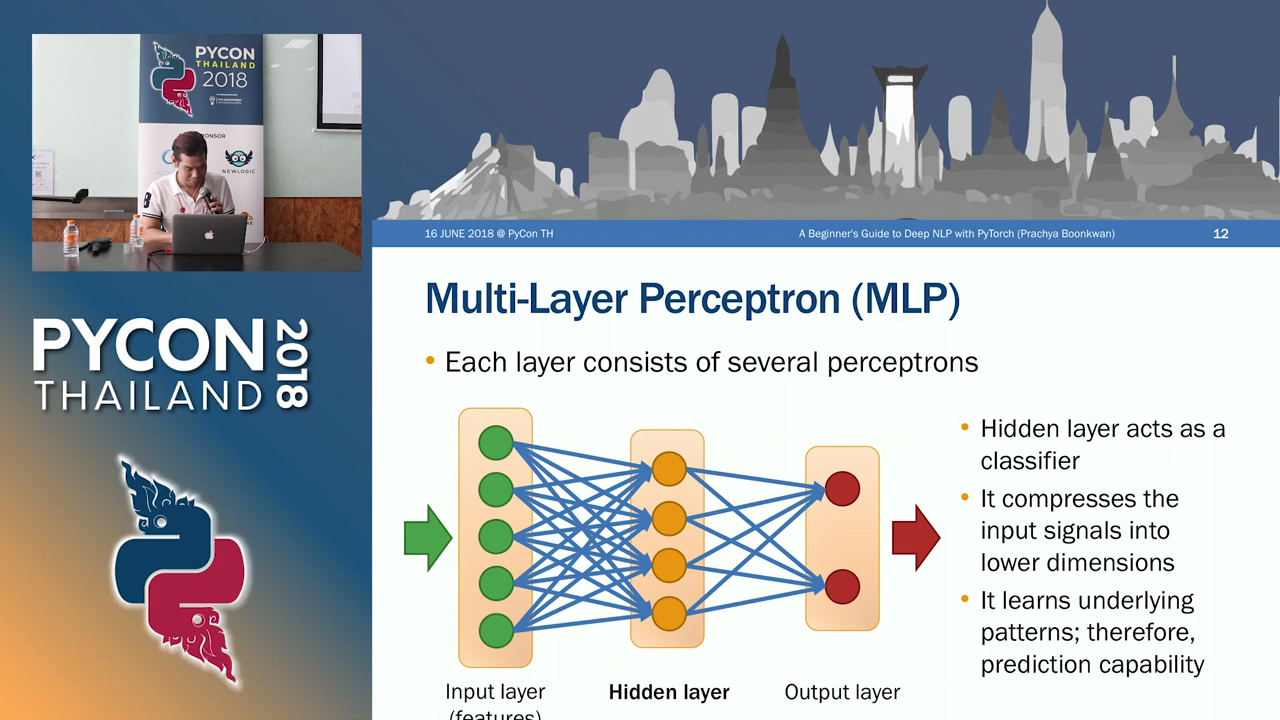 PYCON
THAILAND
2018
SPONSOR
NEWLOGIC
PYCON 2018
THAILAND
16 JUNE 2018 @ PyCon TH
A Beginner's Guide to Deep NLP with PyTorch (Prachya Boonkwan)
12
Multi-Layer Perceptron (MLP)
• Each layer consists of several perceptrons
• Hidden layer acts as a
classifier
• It compresses the
input signals into
lower dimensions
• It learns underlying
patterns; therefore,
prediction capability
Input layer
(features)
Hidden layer
Output layer